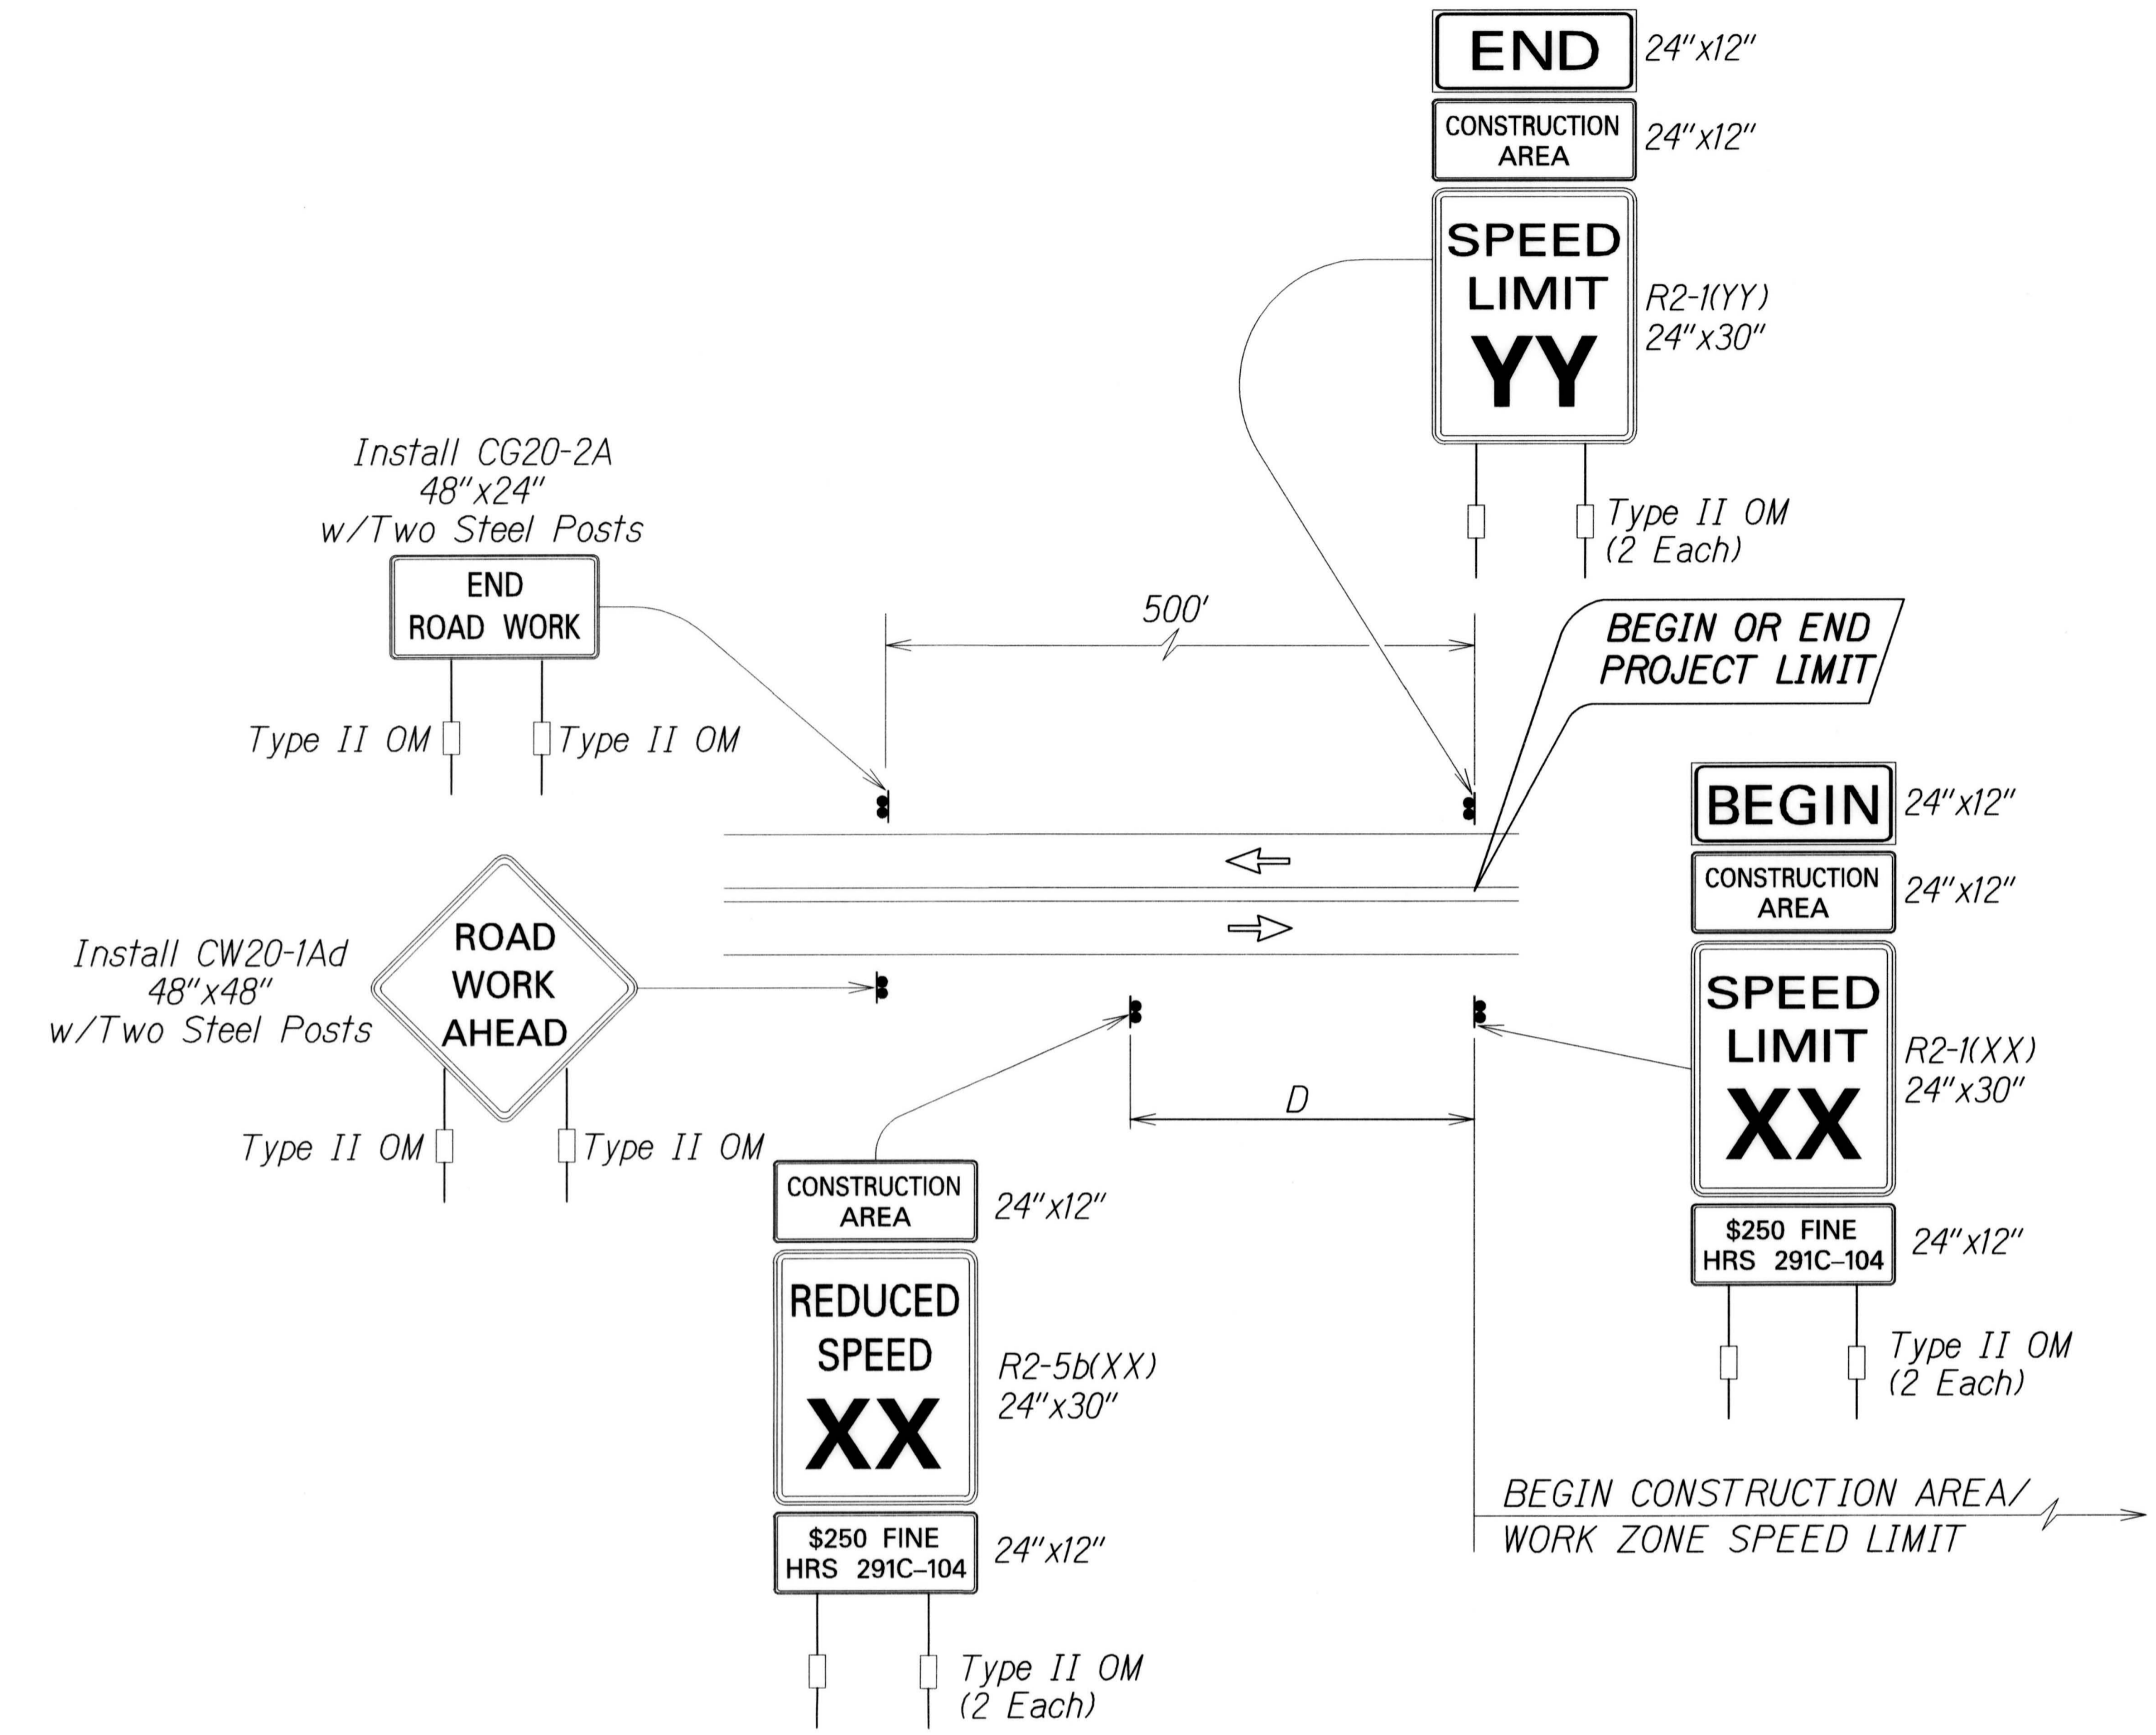 END
24"x12"
CONSTRUCTION
AREA
24"x12"
SPEED
LIMIT
YY
R2-1(YY)
24"x30"
Type II OM
(2 Each)
Install CG20-2A
48"x24"
w/Two Steel Posts
END
ROAD WORK
Type II OM
Type II OM
500'
BEGIN OR END
PROJECT LIMIT
BEGIN
24"x12"
CONSTRUCTION
AREA
24"x12"
SPEED
LIMIT
XX
R2-1(XX)
24"x30"
$250 FINE
HRS 291C-104
24"x12"
Type II OM
(2 Each)
Install CW20-1Ad
48"x48"
w/Two Steel Posts
ROAD
WORK
AHEAD
Type II OM
Type II OM
D
CONSTRUCTION
AREA
24"x12"
REDUCED
SPEED
XX
R2-5b(XX)
24"x30"
$250 FINE
HRS 291C-104
24"x12"
Type II OM
(2 Each)
BEGIN CONSTRUCTION AREA/
WORK ZONE SPEED LIMIT